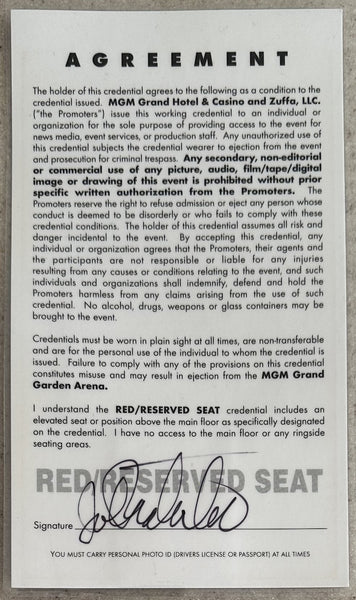 AGREEMENT
The holder of this credential agrees to the following as a condition to the
credential issued. MGM Grand Hotel & Casino and Zuffa, LLC.
("the Promoters") issue this working credential to an individual or
organization for the sole purpose of providing access to the event for
news media, event services, or production staff. Any unauthorized use of
this credential subjects the credential wearer to ejection from the event
and prosecution for criminal trespass. Any secondary, non-editorial
or commercial use of any picture, audio, film/tape/digital
image or drawing of this event is prohibited without prior
specific written authorization from the Promoters. The
Promoters reserve the right to refuse admission or eject any person whose
conduct is deemed to be disorderly or who fails to comply with these
credential conditions. The holder of this credential assumes all risk and
danger incidental to the event. By accepting this credential, any
individual or organization agrees that the Promoters, their agents and
the participants are not responsible or liable for any injuries
resulting from any causes or conditions relating to the event, and such
individuals and organizations shall indemnify, defend and hold the
Promoters harmless from any claims arising from the use of such
credential. No alcohol, drugs, weapons or glass containers may be
brought to the event.
Credentials must be worn in plain sight at all times, are non-transferable
and are for the personal use of the individual to whom the credential is
issued. Failure to comply with any of the provisions on this credential
constitutes misuse and may result in ejection from the MGM Grand
Garden Arena.
I understand the RED/RESERVED SEAT credential includes an
elevated seat or position above the main floor as specifically designated
on the credential. I have no access to the main floor or any ringside
seating areas.
RED/RESERVED SEAT
Signature
YOU MUST CARRY PERSONAL PHOTO ID (DRIVERS LICENSE OR PASSPORT) AT ALL TIMES